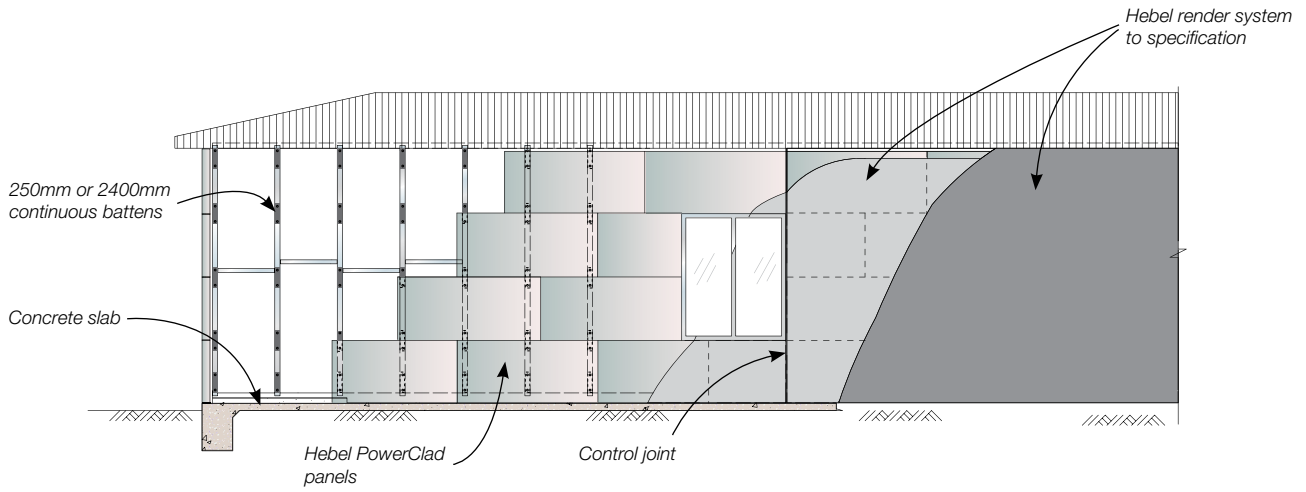 Hebel render system
to specification
250mm or 2400mm
continuous battens
Concrete slab
Hebel PowerClad
panels
Control joint